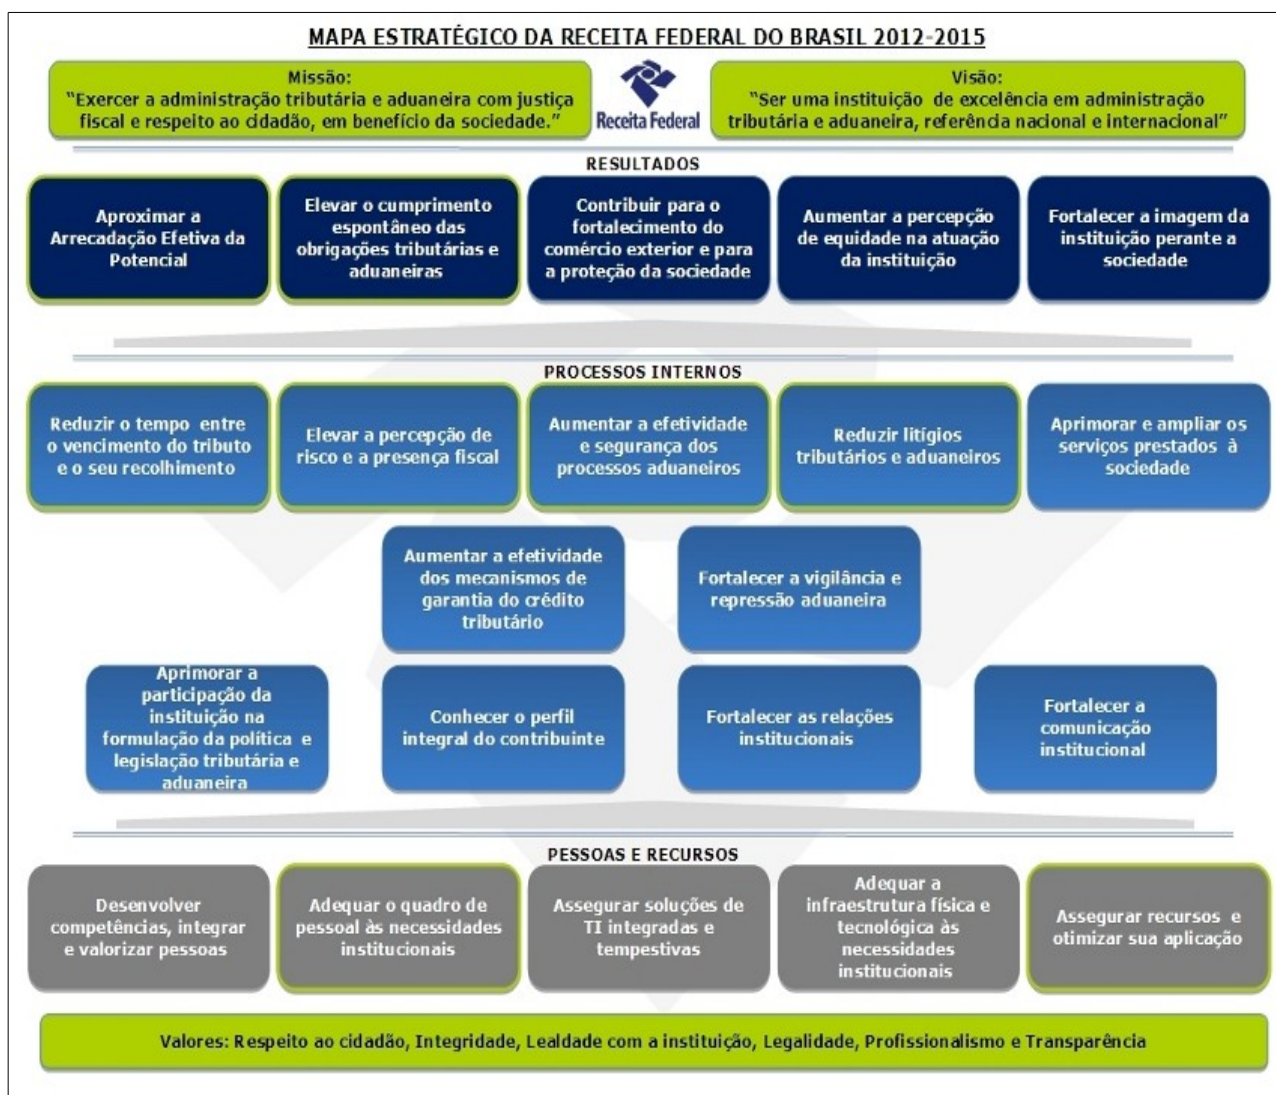 MAPA ESTRATÉGICO DA RECEITA FEDERAL DO BRASIL 2012-2015
Missão:
“Exercer a administração tributária e aduaneira com justiça
fiscal e respeito ao cidadão, em benefício da sociedade.”
Receita Federal
Visão:
“Ser uma instituição de excelência em administração
tributária e aduaneira, referência nacional e internacional”
RESULTADOS
Aproximar a
Arrecadação Efetiva da
Potencial
Elevar o cumprimento
espontâneo das
obrigações tributárias e
aduaneiras
Contribuir para o
fortalecimento do
comércio exterior e para
a proteção da sociedade
Aumentar a percepção
de equidade na atuação
da instituição
Fortalecer a imagem da
instituição perante a
sociedade
PROCESSOS INTERNOS
Reduzir o tempo entre
o vencimento do tributo
e o seu recolhimento
Elevar a percepção de
risco e a presença fiscal
Aumentar a efetividade
e segurança dos
processos aduaneiros
Reduzir litígios
tributários e aduaneiros
Aprimorar e ampliar os
serviços prestados à
sociedade
Aumentar a efetividade
dos mecanismos de
garantia do crédito
tributário
Fortalecer a vigilância e
repressão aduaneira
Aprimorar a
participação da
instituição na
formulação da política e
legislação tributária e
aduaneira
Conhecer o perfil
integral do contribuinte
Fortalecer as relações
institucionais
Fortalecer a
comunicação
institucional
PESSOAS E RECURSOS
Desenvolver
competências, integrar
e valorizar pessoas
Adequar o quadro de
pessoal às necessidades
institucionais
Assegurar soluções de
TI integradas e
tempestivas
Adequar a
infraestrutura física e
tecnológica às
necessidades
institucionais
Assegurar recursos e
otimizar sua aplicação
Valores: Respeito ao cidadão, Integridade, Lealdade com a instituição, Legalidade, Profissionalismo e Transparência